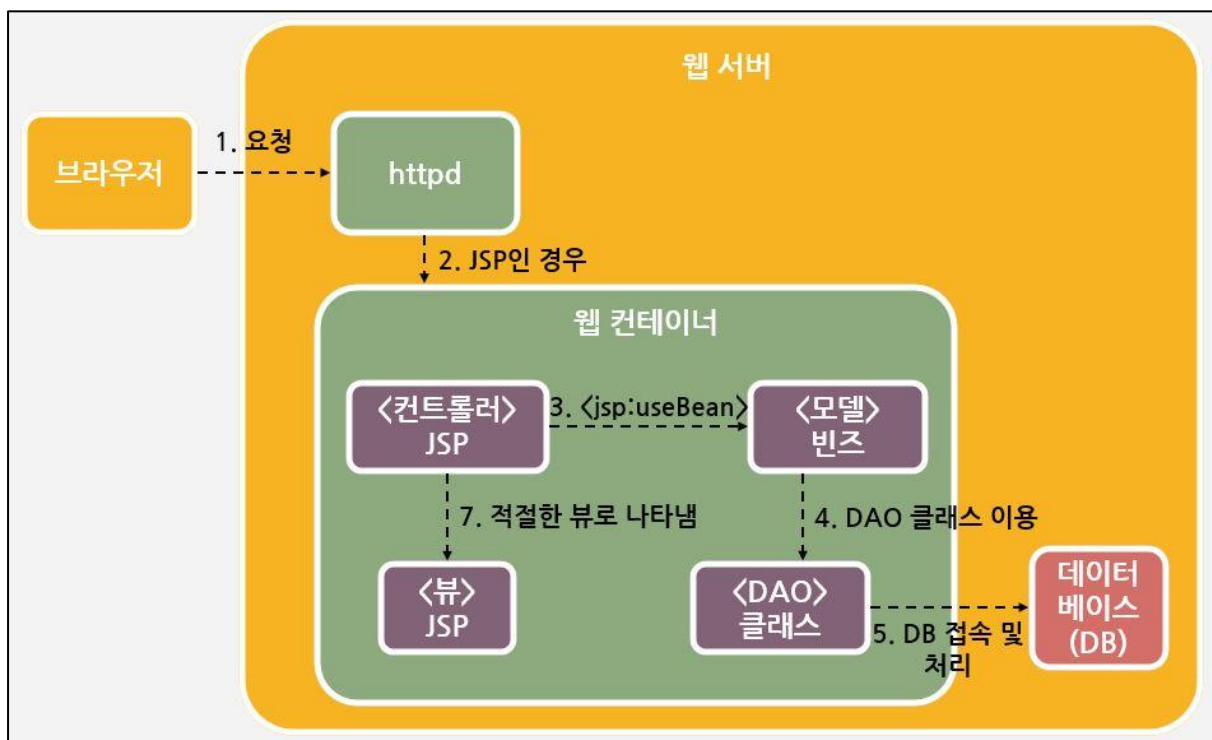 웹 서버
브라우저
1. 요청
httpd
2. JSP인 경우
웹 컨테이너
<컨트롤러>
JSP
3. <jsp:useBean>
<모델>
빈즈
7. 적절한 뷰로 나타냄
4. DAO 클래스 이용
<뷰>
JSP
<DAO>
클래스
5. DB 접속 및
처리
데이터
베이스
(DB)